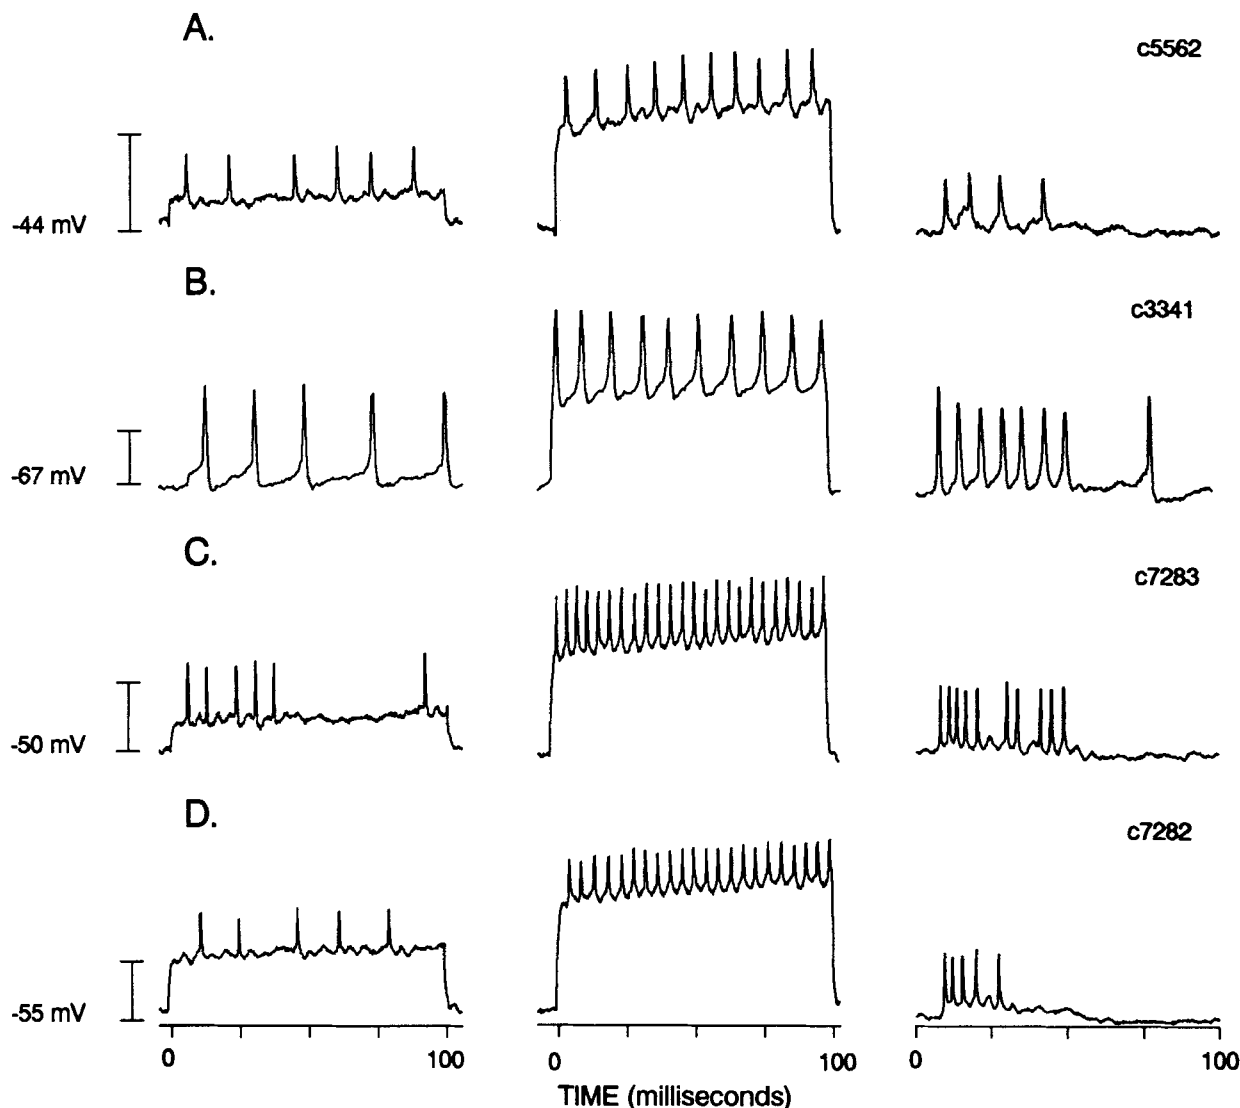 A.
c5562
-44 mV
B.
c3341
-67 mV
C.
c7283
-50 mV
D.
c7282
-55 mV
0 100 0 100 0 100
TIME (milliseconds)